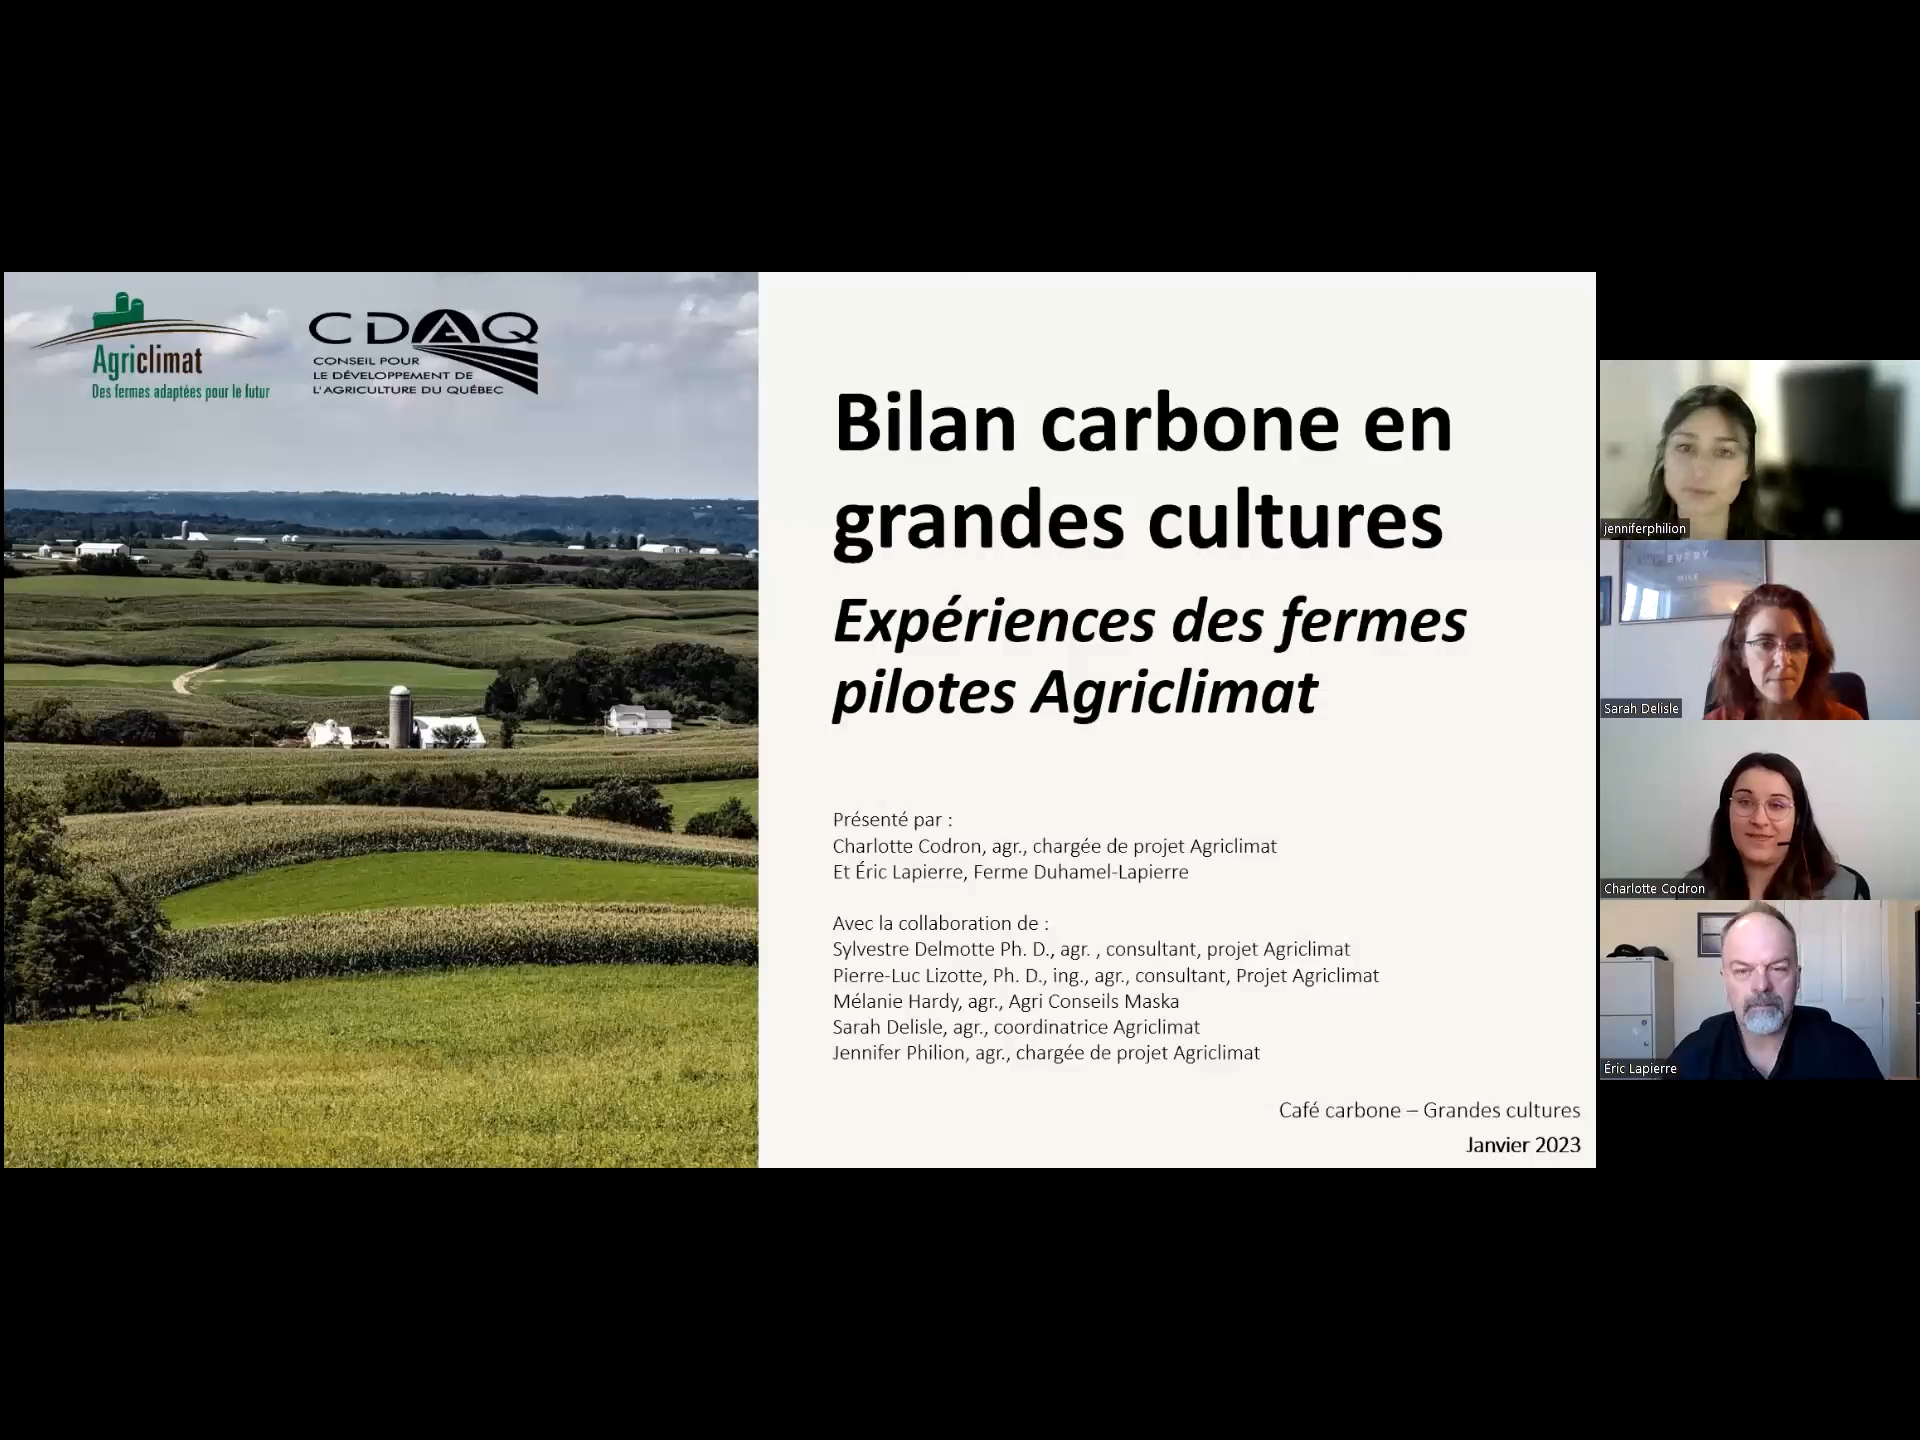 Agriclimat
Des fermes adaptées pour le futur
CDAQ
CONSEIL POUR
LE DÉVELOPPEMENT DE
L'AGRICULTURE DU QUÉBEC
Bilan carbone en
grandes cultures
Expériences des fermes
pilotes Agriclimat
Présenté par :
Charlotte Codron, agr., chargée de projet Agriclimat
Et Éric Lapierre, Ferme Duhamel-Lapierre
Avec la collaboration de :
Sylvestre Delmotte Ph. D., agr. , consultant, projet Agriclimat
Pierre-Luc Lizotte, Ph. D., ing., agr., consultant, Projet Agriclimat
Mélanie Hardy, agr., Agri Conseils Maska
Sarah Delisle, agr., coordinatrice Agriclimat
Jennifer Philion, agr., chargée de projet Agriclimat
Café carbone – Grandes cultures
Janvier 2023
jenniferphilion
EVERY
MILE
Sarah Delisle
Charlotte Codron
Éric Lapierre